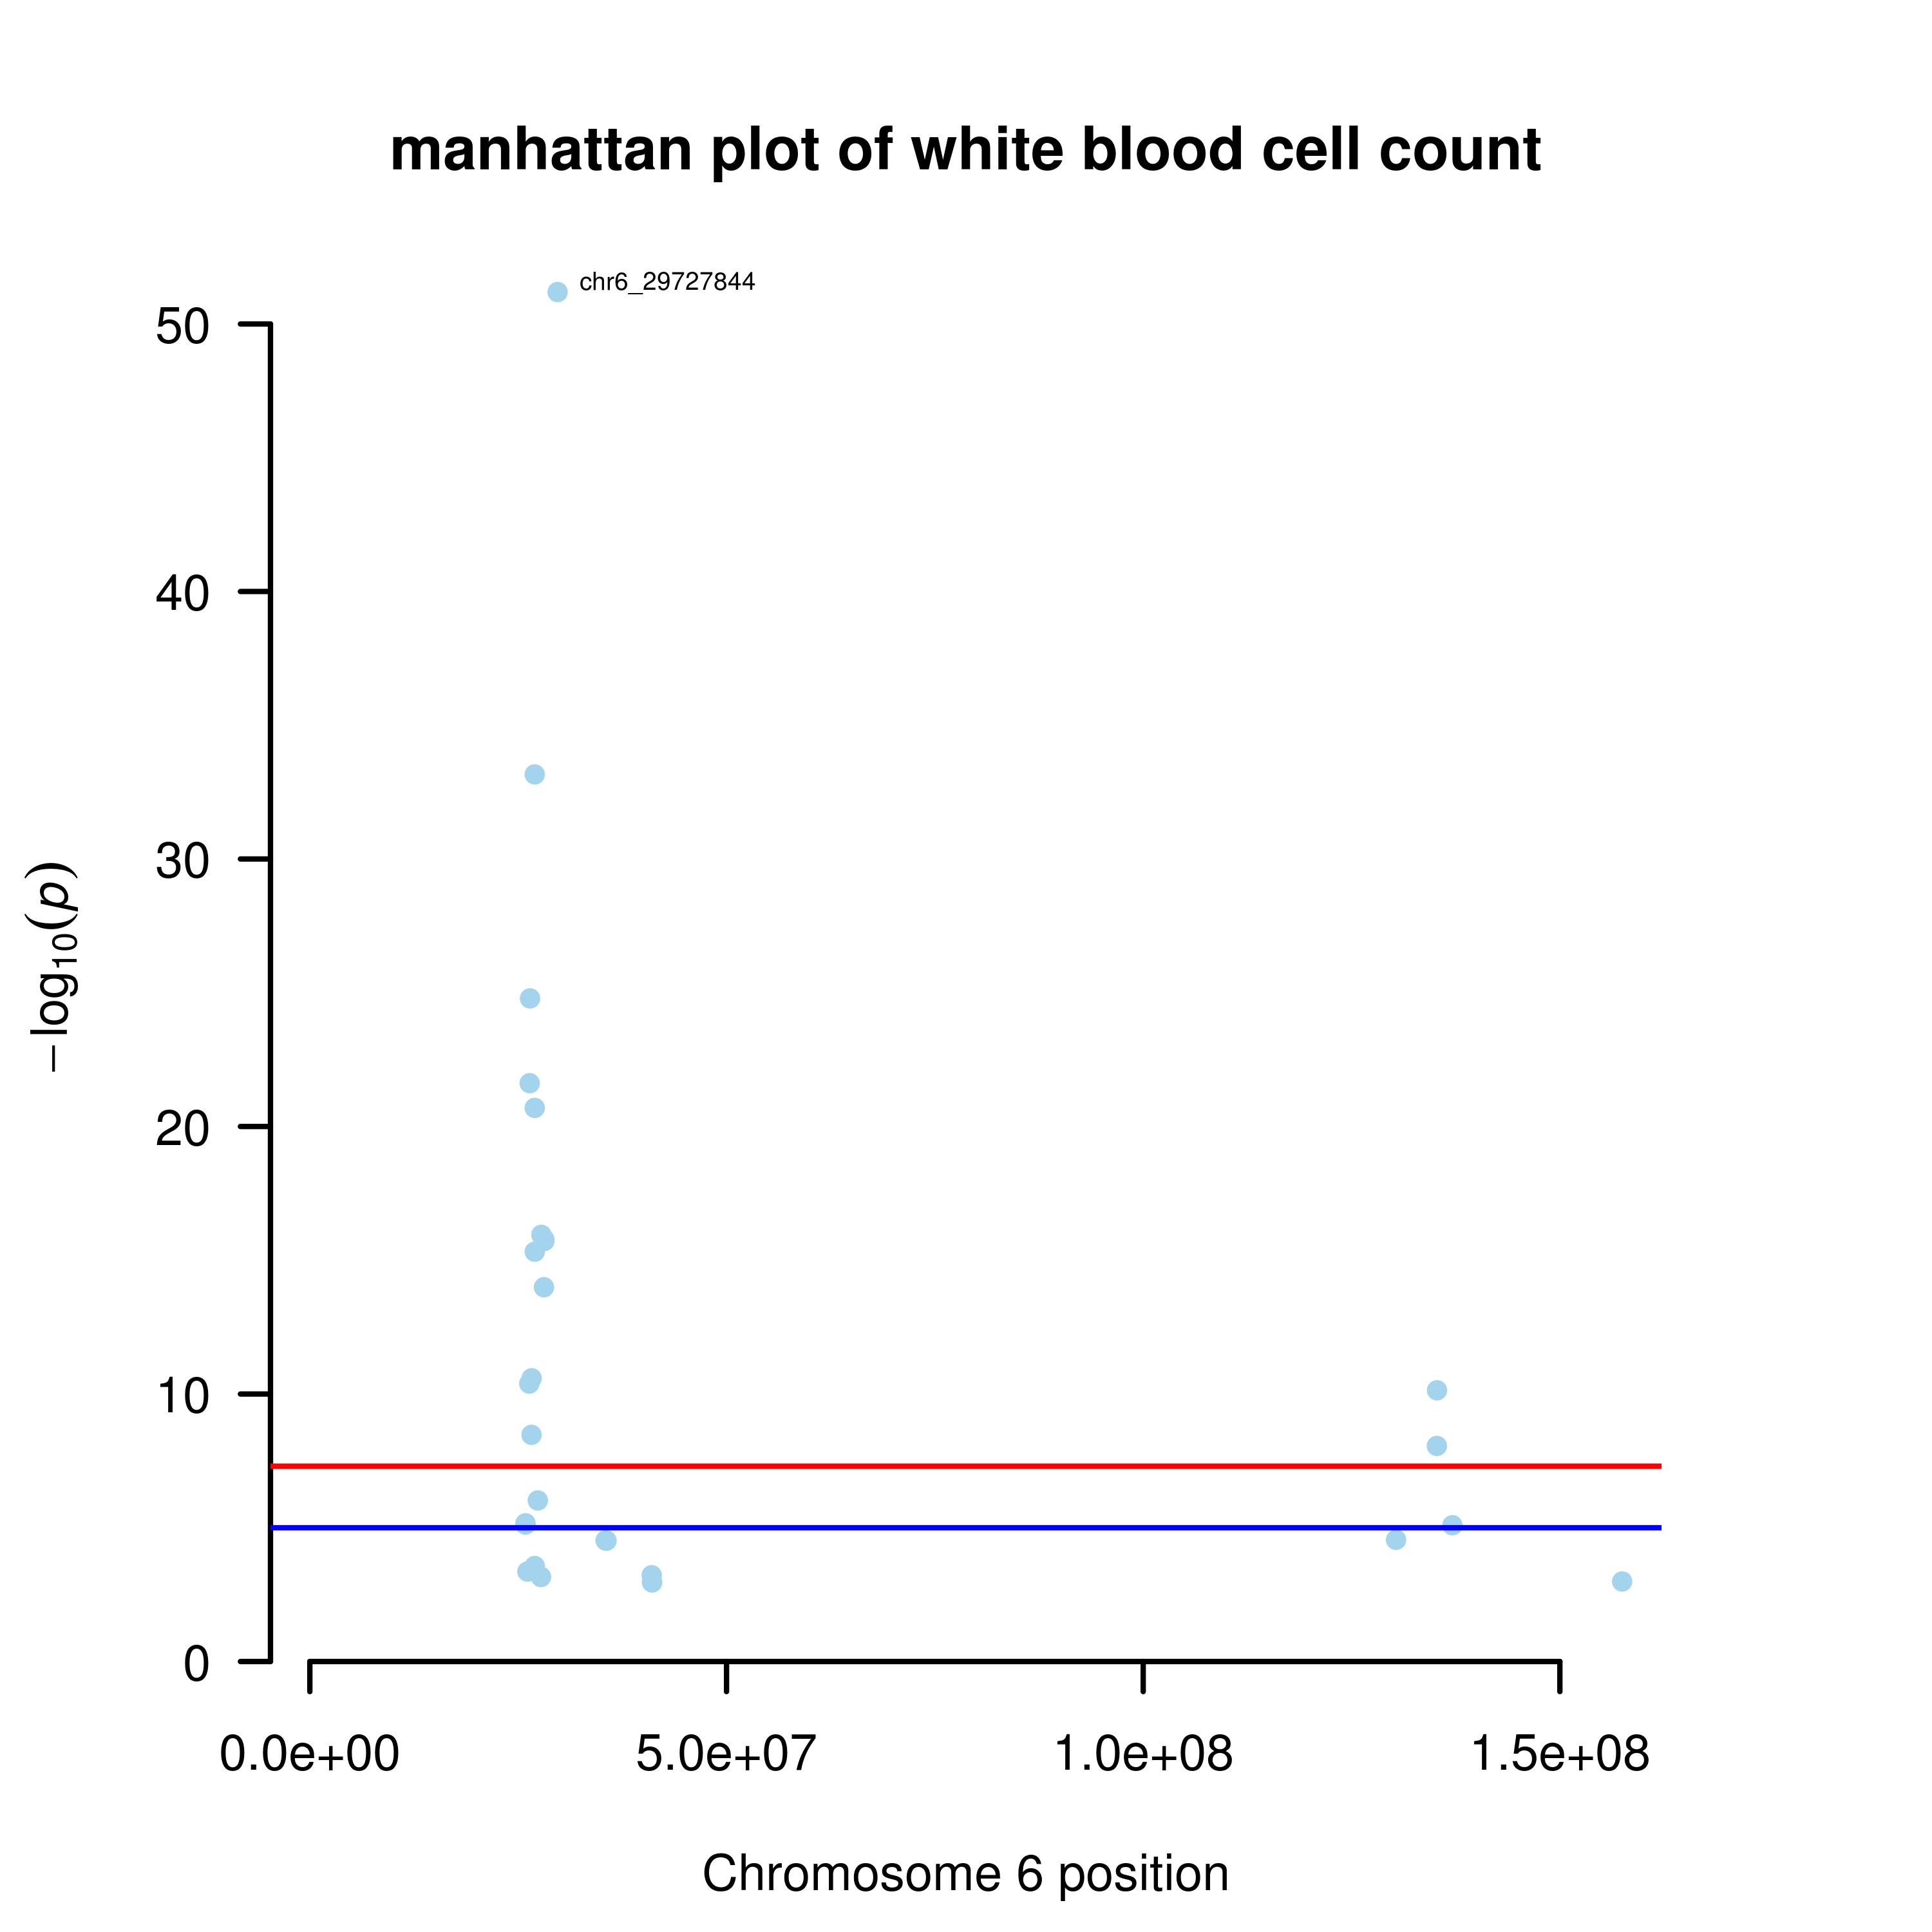 manhattan plot of white blood cell count
chr6_29727844
50
40
30
20
10
0
−log10(p)
0.0e+00 5.0e+07 1.0e+08 1.5e+08
Chromosome 6 position